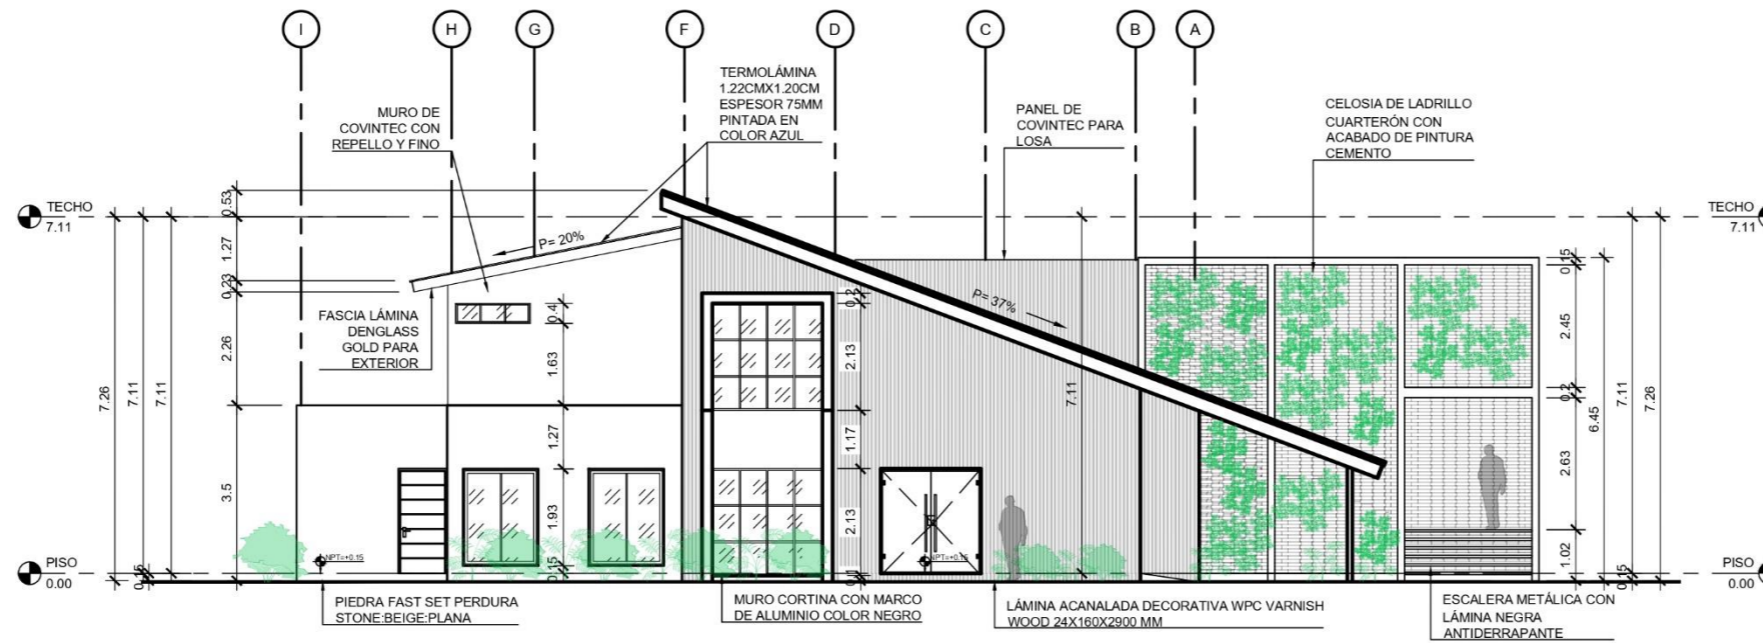 I
H
G
F
D
C
B
A
TERMOLÁMINA
1.22CMX1.20CM
ESPESOR 75MM
PINTADA EN
COLOR AZUL
MURO DE
COVINTEC CON
REPELLO Y FINO
PANEL DE
COVINTEC PARA
LOSA
CELOSIA DE LADRILLO
CUARTERÓN CON
ACABADO DE PINTURA
CEMENTO
TECHO
7.11
TECHO
7.11
0.53
1.27
0.23
2.26
3.5
7.26
7.11
7.11
0.15
P= 20%
P= 37%
FASCIA LÁMINA
DENGLASS
GOLD PARA
EXTERIOR
0.4
1.63
1.27
1.93
0.15
0.2
2.13
1.17
2.13
7.11
0.15
2.45
0.2
2.63
1.02
6.45
7.11
7.26
0.15
NPT=+0.15
NPT=+0.15
PISO
0.00
PISO
0.00
PIEDRA FAST SET PERDURA
STONE:BEIGE:PLANA
MURO CORTINA CON MARCO
DE ALUMINIO COLOR NEGRO
LÁMINA ACANALADA DECORATIVA WPC VARNISH
WOOD 24X160X2900 MM
ESCALERA METÁLICA CON
LÁMINA NEGRA
ANTIDERRAPANTE